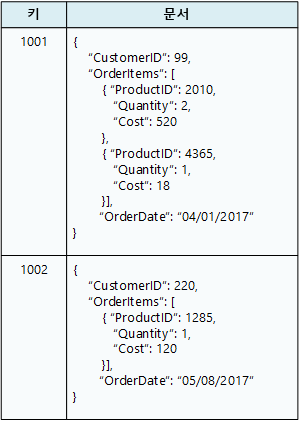 키 문서
1001 {
“CustomerID”: 99,
“OrderItems”: [
{ “ProductID”: 2010,
“Quantity”: 2,
“Cost”: 520
},
{ “ProductID”: 4365,
“Quantity”: 1,
“Cost”: 18
}],
“OrderDate”: “04/01/2017”
}
1002 {
“CustomerID”: 220,
“OrderItems”: [
{ “ProductID”: 1285,
“Quantity”: 1,
“Cost”: 120
}],
“OrderDate”: “05/08/2017”
}